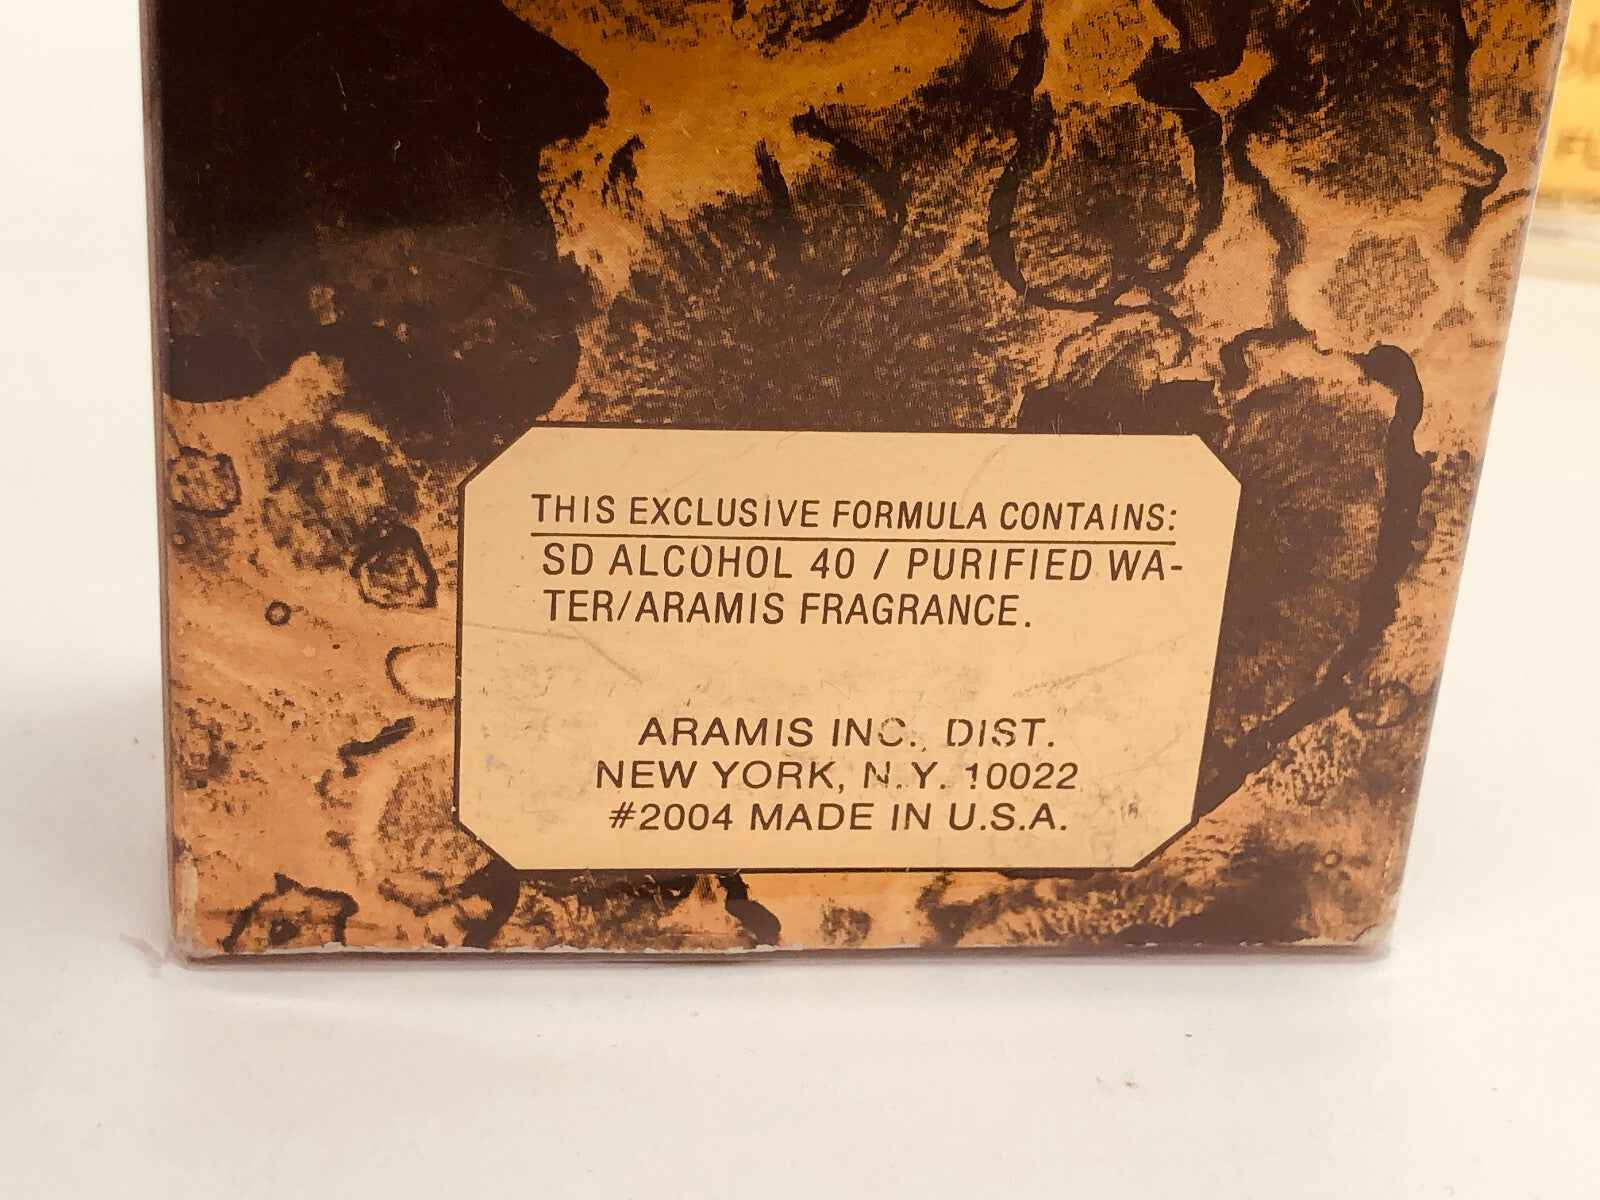 THIS EXCLUSIVE FORMULA CONTAINS:
SD ALCOHOL 40 / PURIFIED WA-
TER/ARAMIS FRAGRANCE.
ARAMIS INC., DIST.
NEW YORK, N.Y. 10022
#2004 MADE IN U.S.A.